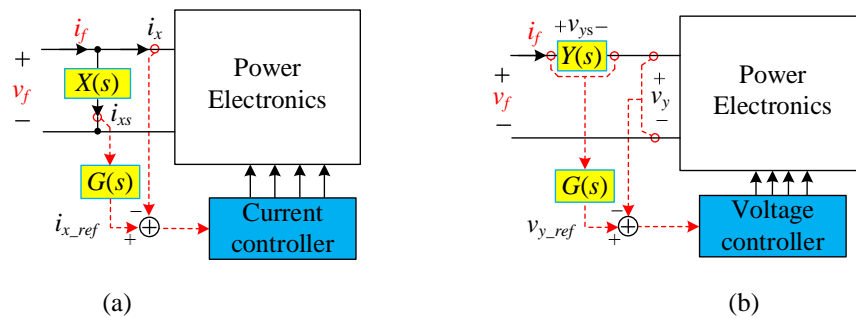 i_f
i_x
+
v_f
−
X(s)
i_xs
Power
Electronics
G(s)
−
+
i_x_ref
Current
controller
(a)
i_f
+v_ys−
Y(s)
+
v_f
−
+
v_y
−
Power
Electronics
G(s)
−
+
v_y_ref
Voltage
controller
(b)